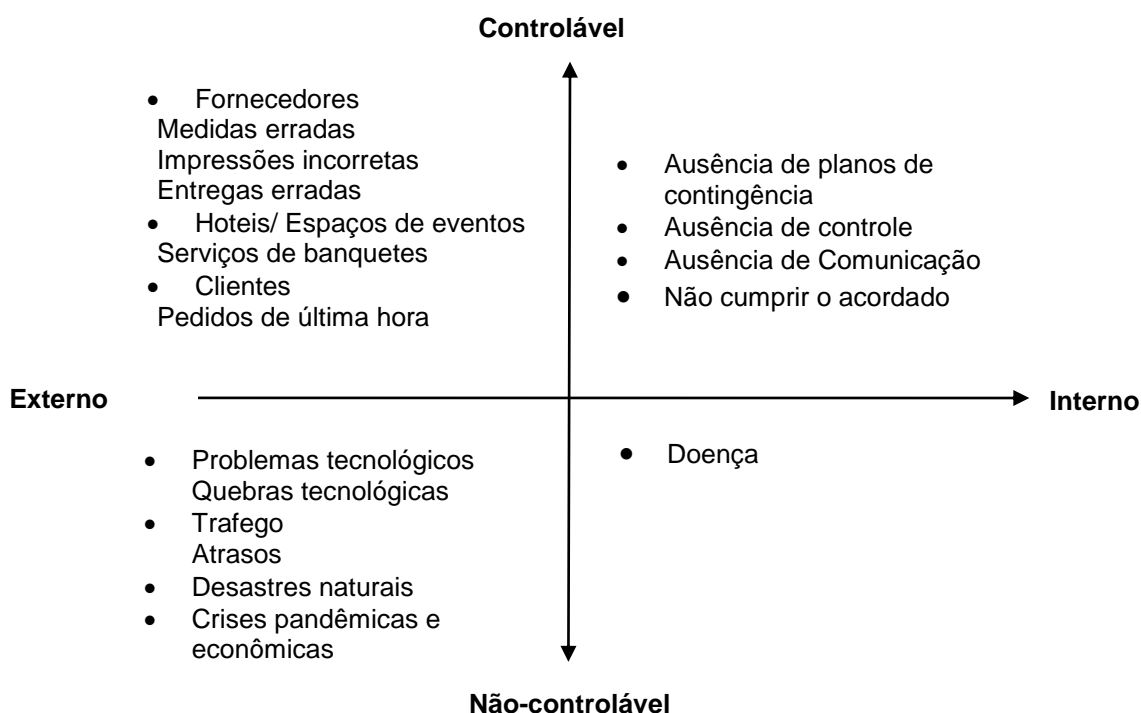 Controlável
• Fornecedores
Medidas erradas
Impressões incorretas
Entregas erradas
• Hoteis/ Espaços de eventos
Serviços de banquetes
• Clientes
Pedidos de última hora
• Ausência de planos de
contingência
• Ausência de controle
• Ausência de Comunicação
• Não cumprir o acordado
Externo
Interno
• Problemas tecnológicos
Quebras tecnológicas
• Trafego
Atrasos
• Desastres naturais
• Crises pandêmicas e
econômicas
• Doença
Não-controlável